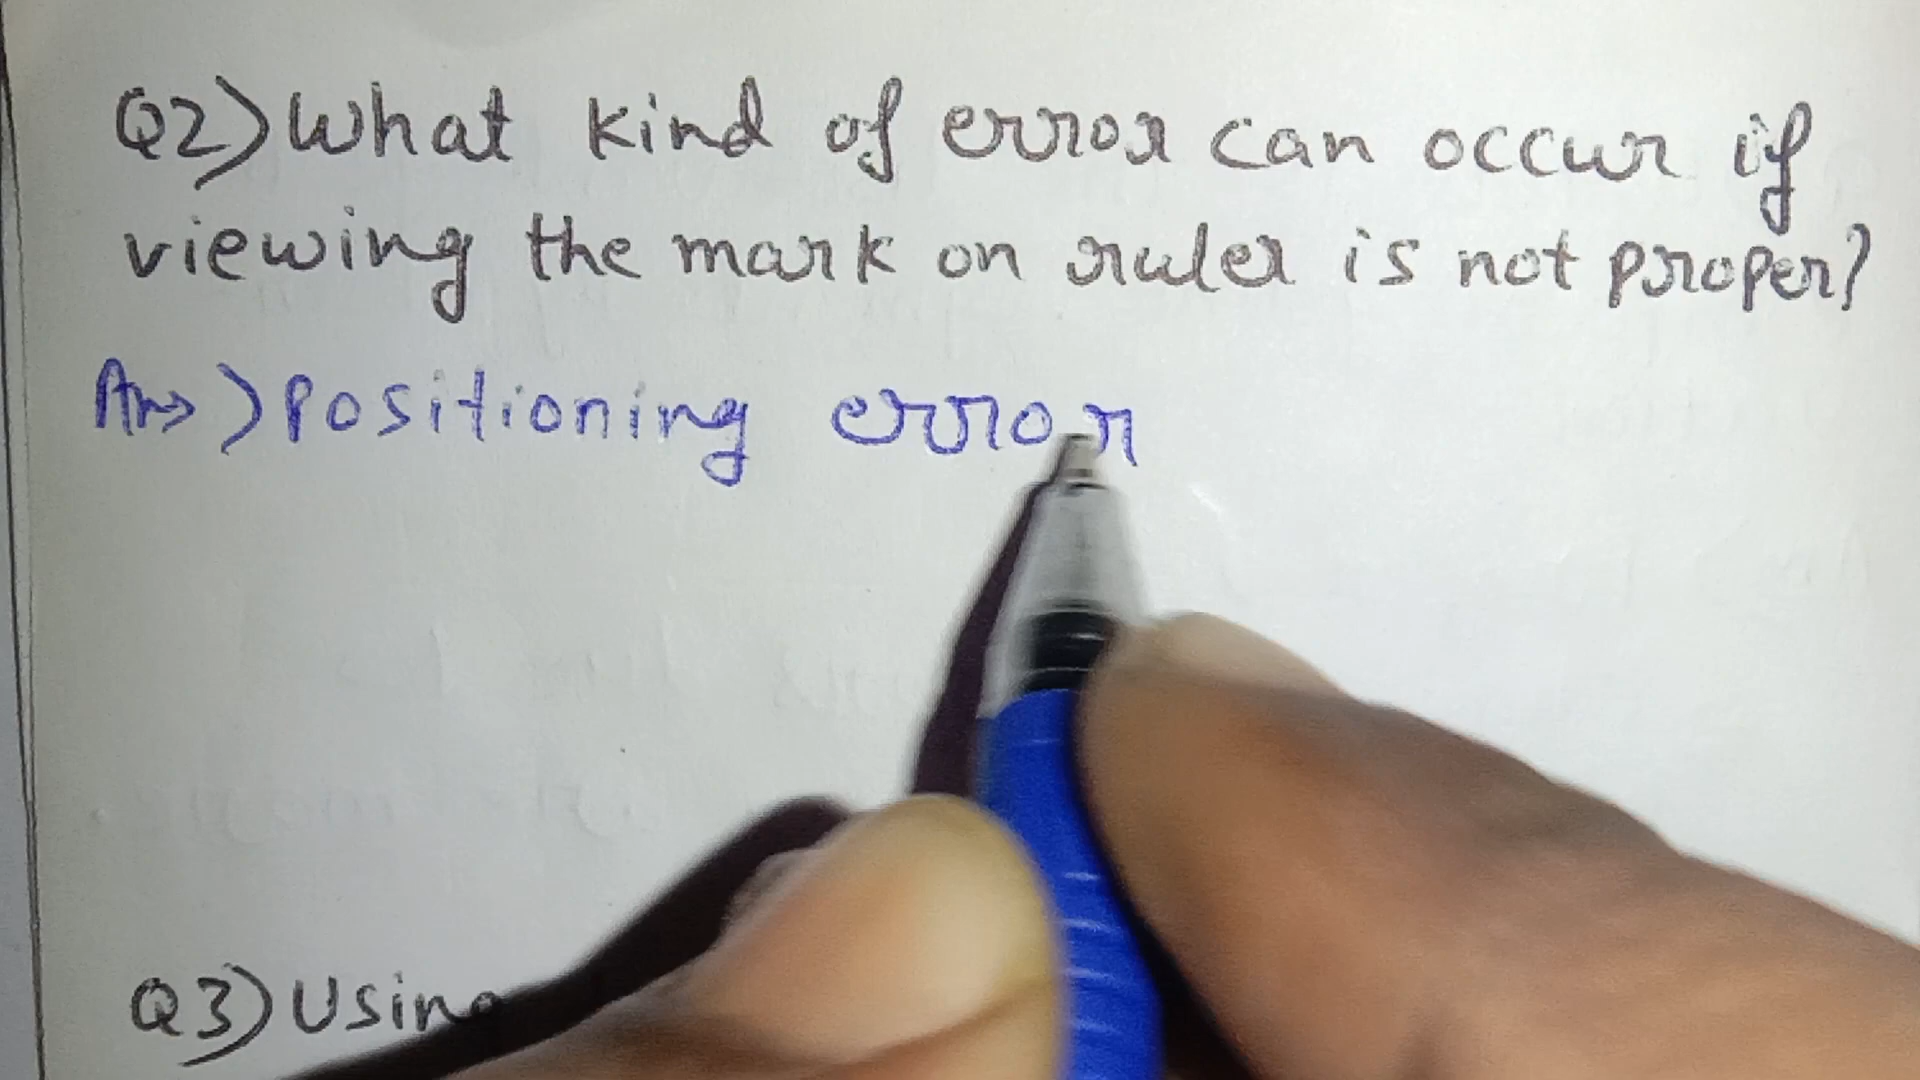 Q2) What kind of error can occur if
viewing the mark on ruler is not proper?
Ans > Positioning error
Q3) Using